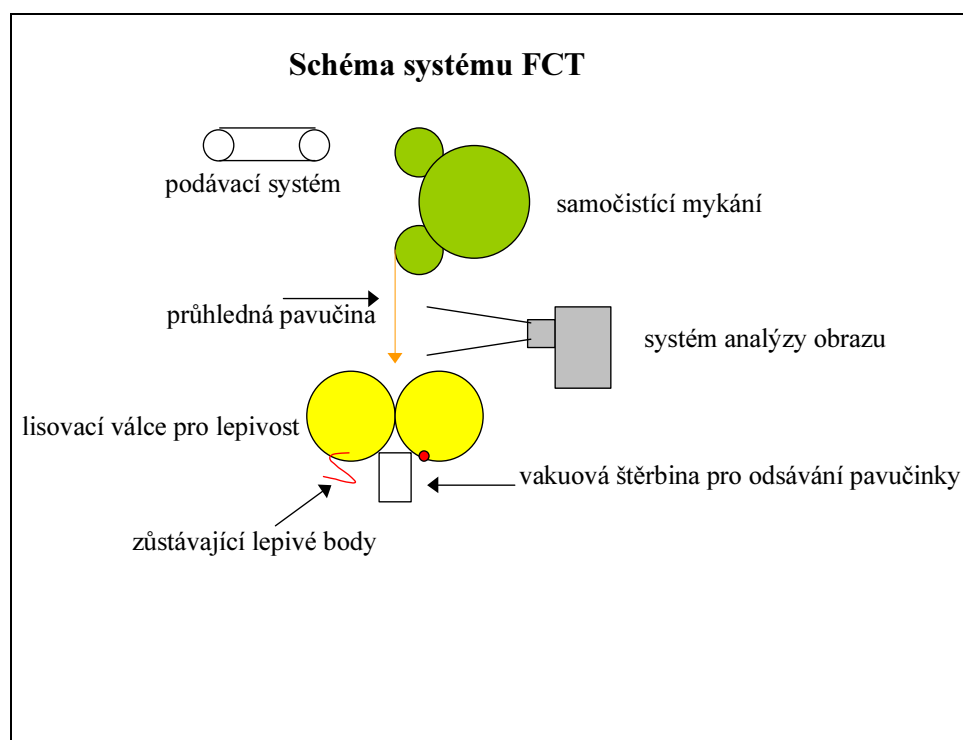 Schéma systému FCT
podávací systém
samočistící mykání
průhledná pavučina
systém analýzy obrazu
lisovací válce pro lepivost
vakuová štěrbina pro odsávání pavučinky
zůstávající lepivé body